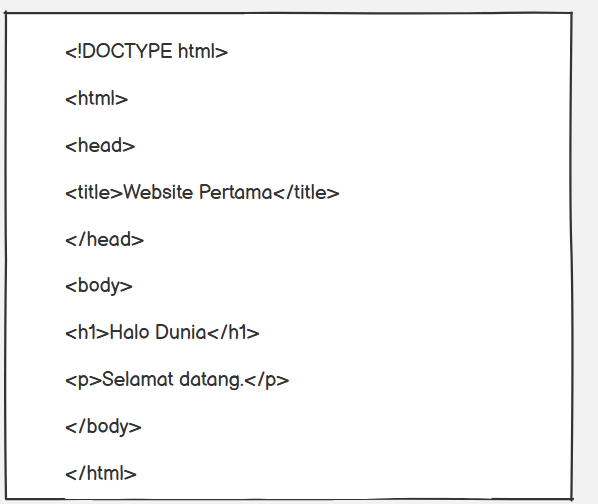 <!DOCTYPE html>
<html>
<head>
<title>Website Pertama</title>
</head>
<body>
<h1>Halo Dunia</h1>
<p>Selamat datang.</p>
</body>
</html>